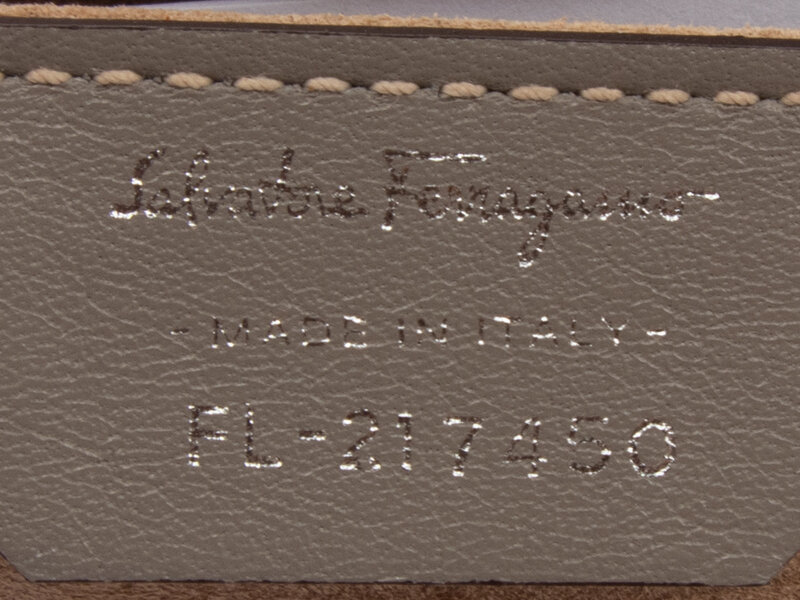 Salvatore Ferragamo
-MADE IN ITALY-
FL-217450